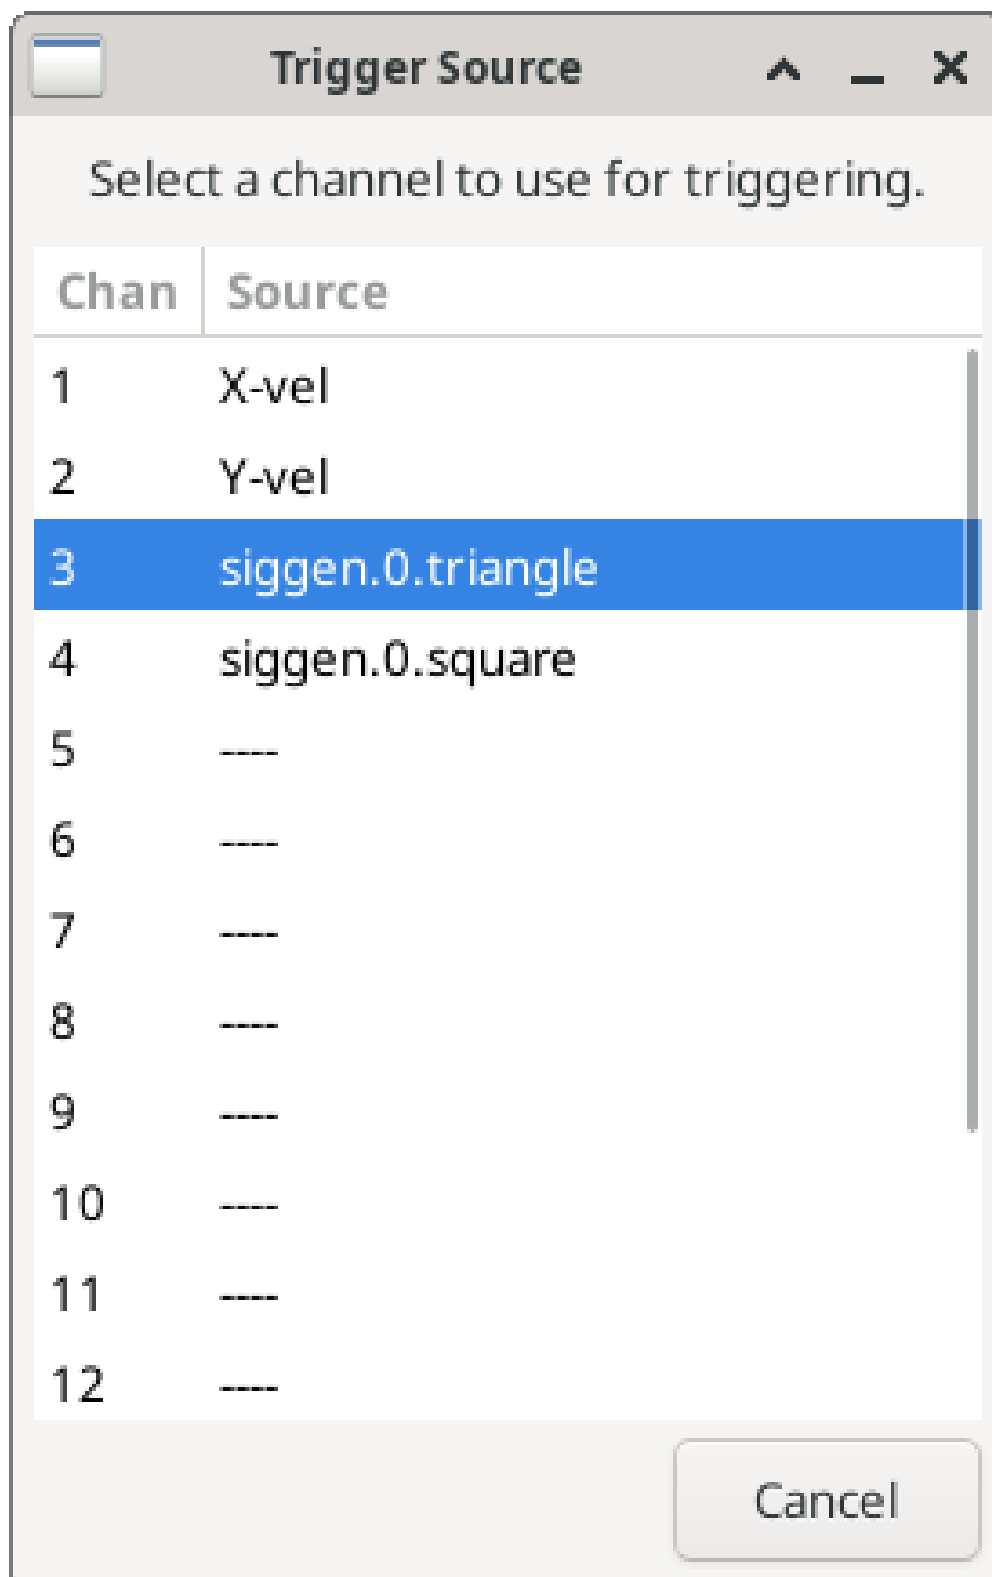 Trigger Source
Select a channel to use for triggering.
Chan Source
1 X-vel
2 Y-vel
3 siggen.0.triangle
4 siggen.0.square
5 ----
6 ----
7 ----
8 ----
9 ----
10 ----
11 ----
12 ----
Cancel